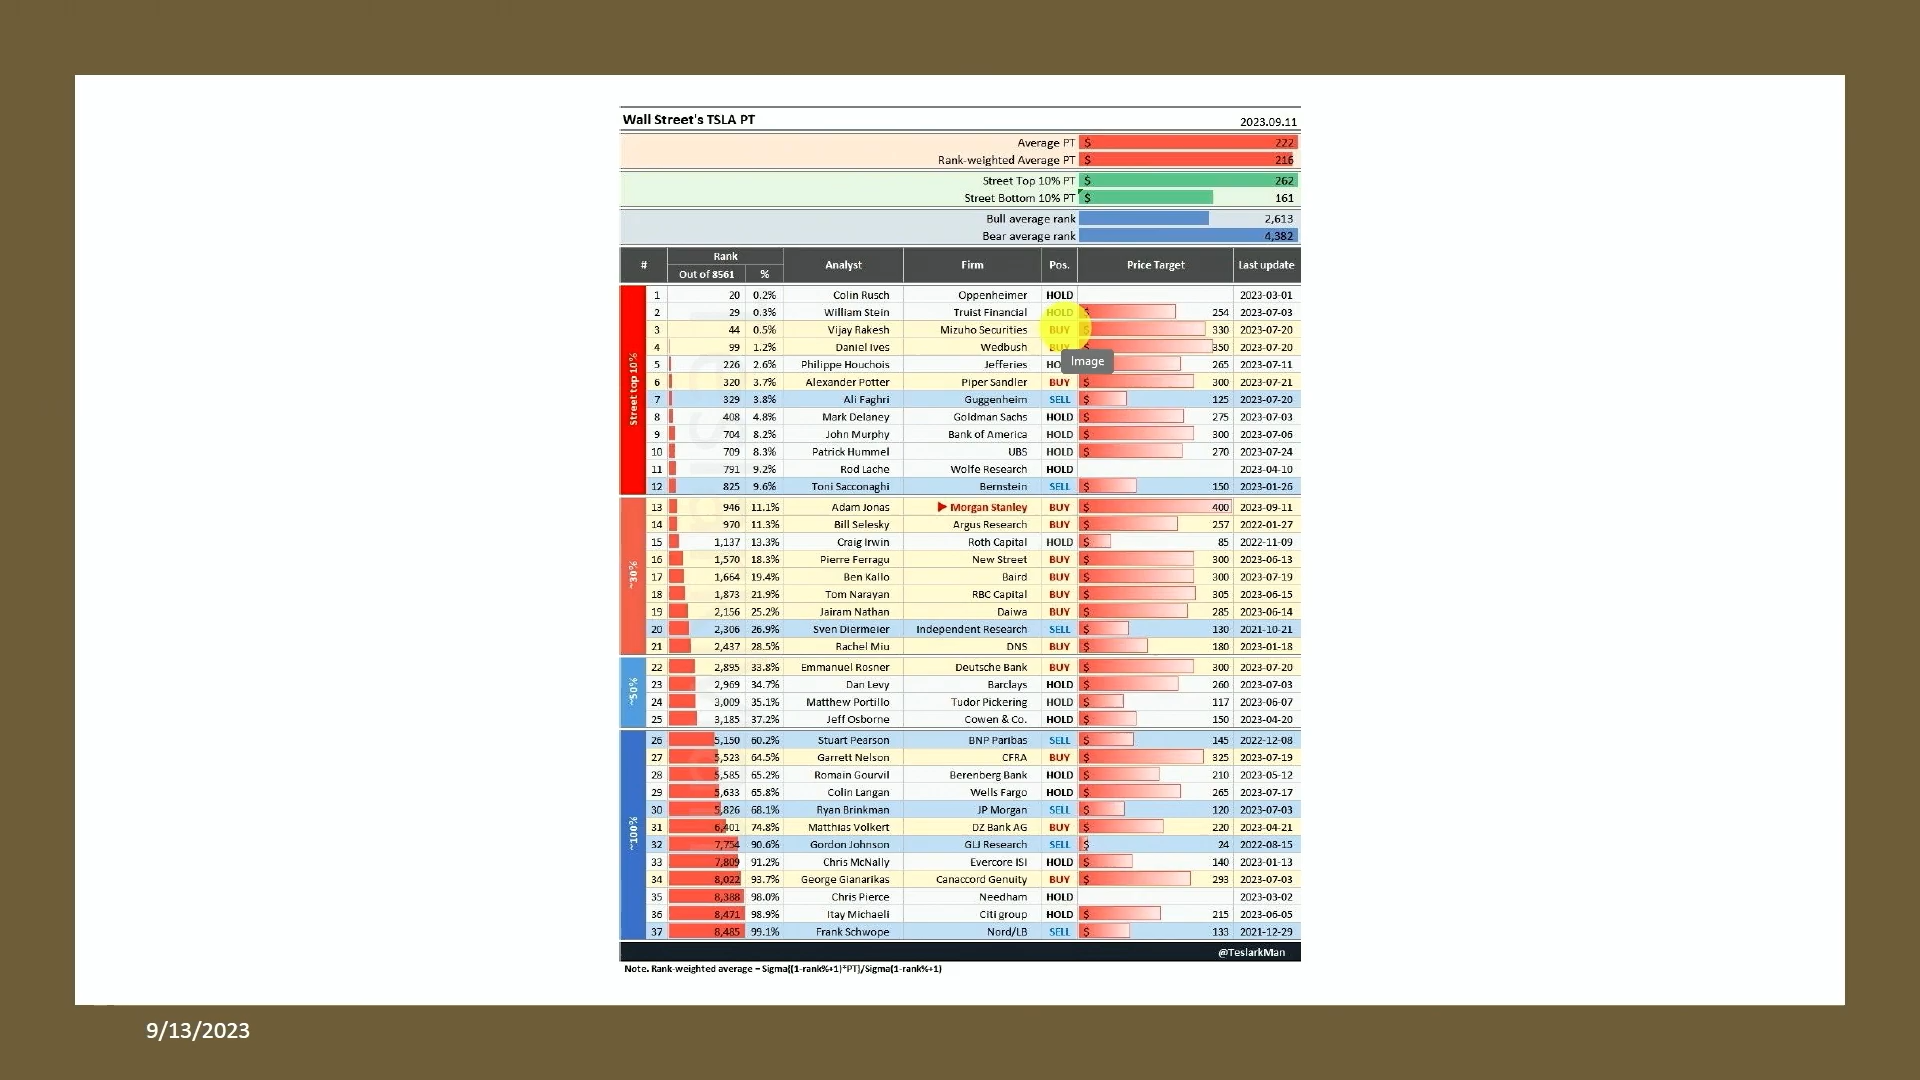 Wall Street's TSLA PT 2023.09.11
Average PT $ 222
Rank-weighted Average PT $ 216
Street Top 10% PT $ 262
Street Bottom 10% PT $ 161
Bull average rank 2,613
Bear average rank 4,382
# Rank Analyst Firm Pos. Price Target Last update
Out of 8561 %
Street top 10%
1 20 0.2% Colin Rusch Oppenheimer HOLD 2023-03-01
2 29 0.3% William Stein Truist Financial HOLD $ 254 2023-07-03
3 44 0.5% Vijay Rakesh Mizuho Securities BUY $ 330 2023-07-20
4 99 1.2% Daniel Ives Wedbush BUY $ 350 2023-07-20
Image
5 226 2.6% Philippe Houchois Jefferies HO 265 2023-07-11
6 320 3.7% Alexander Potter Piper Sandler BUY $ 300 2023-07-21
7 329 3.8% Ali Faghri Guggenheim SELL $ 125 2023-07-20
8 408 4.8% Mark Delaney Goldman Sachs HOLD $ 275 2023-07-03
9 704 8.2% John Murphy Bank of America HOLD $ 300 2023-07-06
10 709 8.3% Patrick Hummel UBS HOLD $ 270 2023-07-24
11 791 9.2% Rod Lache Wolfe Research HOLD 2023-04-10
12 825 9.6% Toni Sacconaghi Bernstein SELL $ 150 2023-01-26
~30%
13 946 11.1% Adam Jonas ▶ Morgan Stanley BUY $ 400 2023-09-11
14 970 11.3% Bill Selesky Argus Research BUY $ 257 2022-01-27
15 1,137 13.3% Craig Irwin Roth Capital HOLD $ 85 2022-11-09
16 1,570 18.3% Pierre Ferragu New Street BUY $ 300 2023-06-13
17 1,664 19.4% Ben Kallo Baird BUY $ 300 2023-07-19
18 1,873 21.9% Tom Narayan RBC Capital BUY $ 305 2023-06-15
19 2,156 25.2% Jairam Nathan Daiwa BUY $ 285 2023-06-14
20 2,306 26.9% Sven Diermeier Independent Research SELL $ 130 2021-10-21
21 2,437 28.5% Rachel Miu DNS BUY $ 180 2023-01-18
~50%
22 2,895 33.8% Emmanuel Rosner Deutsche Bank BUY $ 300 2023-07-20
23 2,969 34.7% Dan Levy Barclays HOLD $ 260 2023-07-03
24 3,009 35.1% Matthew Portillo Tudor Pickering HOLD $ 117 2023-06-07
25 3,185 37.2% Jeff Osborne Cowen & Co. HOLD $ 150 2023-04-20
~100%
26 5,150 60.2% Stuart Pearson BNP Paribas SELL $ 145 2022-12-08
27 5,523 64.5% Garrett Nelson CFRA BUY $ 325 2023-07-19
28 5,585 65.2% Romain Gourvil Berenberg Bank HOLD $ 210 2023-05-12
29 5,633 65.8% Colin Langan Wells Fargo HOLD $ 265 2023-07-17
30 5,826 68.1% Ryan Brinkman JP Morgan SELL $ 120 2023-07-03
31 6,401 74.8% Matthias Volkert DZ Bank AG BUY $ 220 2023-04-21
32 7,754 90.6% Gordon Johnson GLJ Research SELL $ 24 2022-08-15
33 7,809 91.2% Chris McNally Evercore ISI HOLD $ 140 2023-01-13
34 8,022 93.7% George Gianarikas Canaccord Genuity BUY $ 293 2023-07-03
35 8,388 98.0% Chris Pierce Needham HOLD 2023-03-02
36 8,471 98.9% Itay Michaeli Citi group HOLD $ 215 2023-06-05
37 8,485 99.1% Frank Schwope Nord/LB SELL $ 133 2021-12-29
@TeslarkMan
Note. Rank-weighted average = Sigma{(1-rank%+1)*PT}/Sigma(1-rank%+1)
9/13/2023